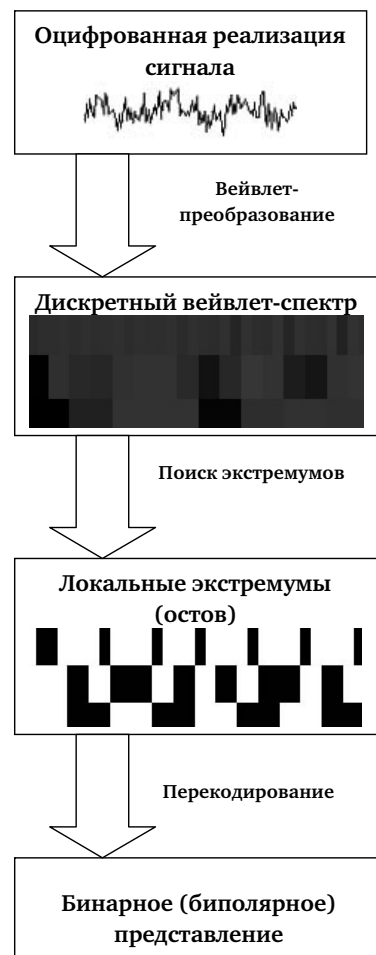 Оцифрованная реализация
сигнала
Вейвлет-
преобразование
Дискретный вейвлет-спектр
Поиск экстремумов
Локальные экстремумы
(остов)
Перекодирование
Бинарное (биполярное)
представление